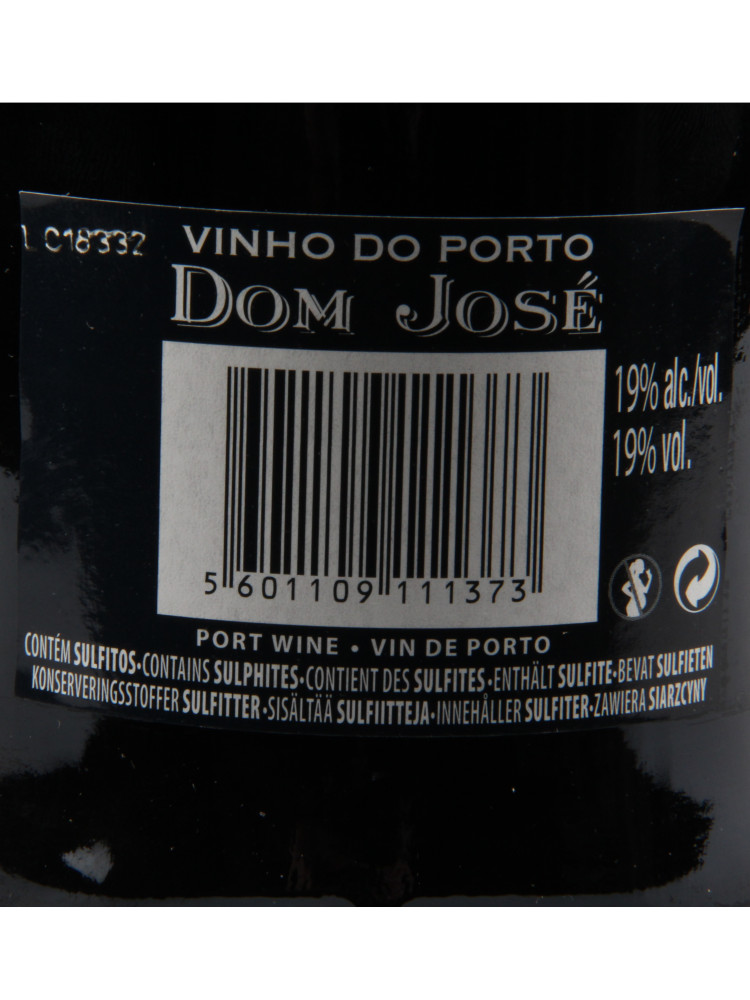 L C18332
VINHO DO PORTO
DOM JOSÉ
19% alc./vol.
19% vol.
5 601109 111373
PORT WINE • VIN DE PORTO
CONTÉM SULFITOS•CONTAINS SULPHITES•CONTIENT DES SULFITES•ENTHÄLT SULFITE•BEVAT SULFIETEN
KONSERVERINGSSTOFFER SULFITTER•SISÄLTÄÄ SULFIITTEJA•INNEHÅLLER SULFITER•ZAWIERA SIARZCYNY